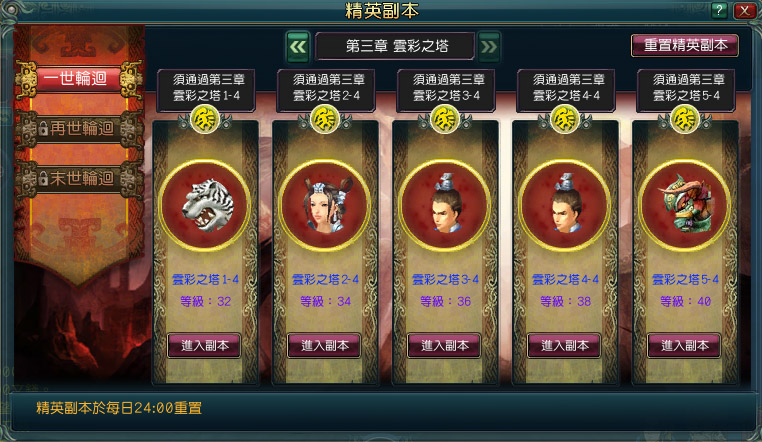 精英副本
?
X
第三章 雲彩之塔
重置精英副本
一世輪迴
再世輪迴
末世輪迴
須通過第三章
雲彩之塔1-4
須通過第三章
雲彩之塔2-4
須通過第三章
雲彩之塔3-4
須通過第三章
雲彩之塔4-4
須通過第三章
雲彩之塔5-4
雲彩之塔1-4
等級：32
進入副本
雲彩之塔2-4
等級：34
進入副本
雲彩之塔3-4
等級：36
進入副本
雲彩之塔4-4
等級：38
進入副本
雲彩之塔5-4
等級：40
進入副本
精英副本於每日24:00重置